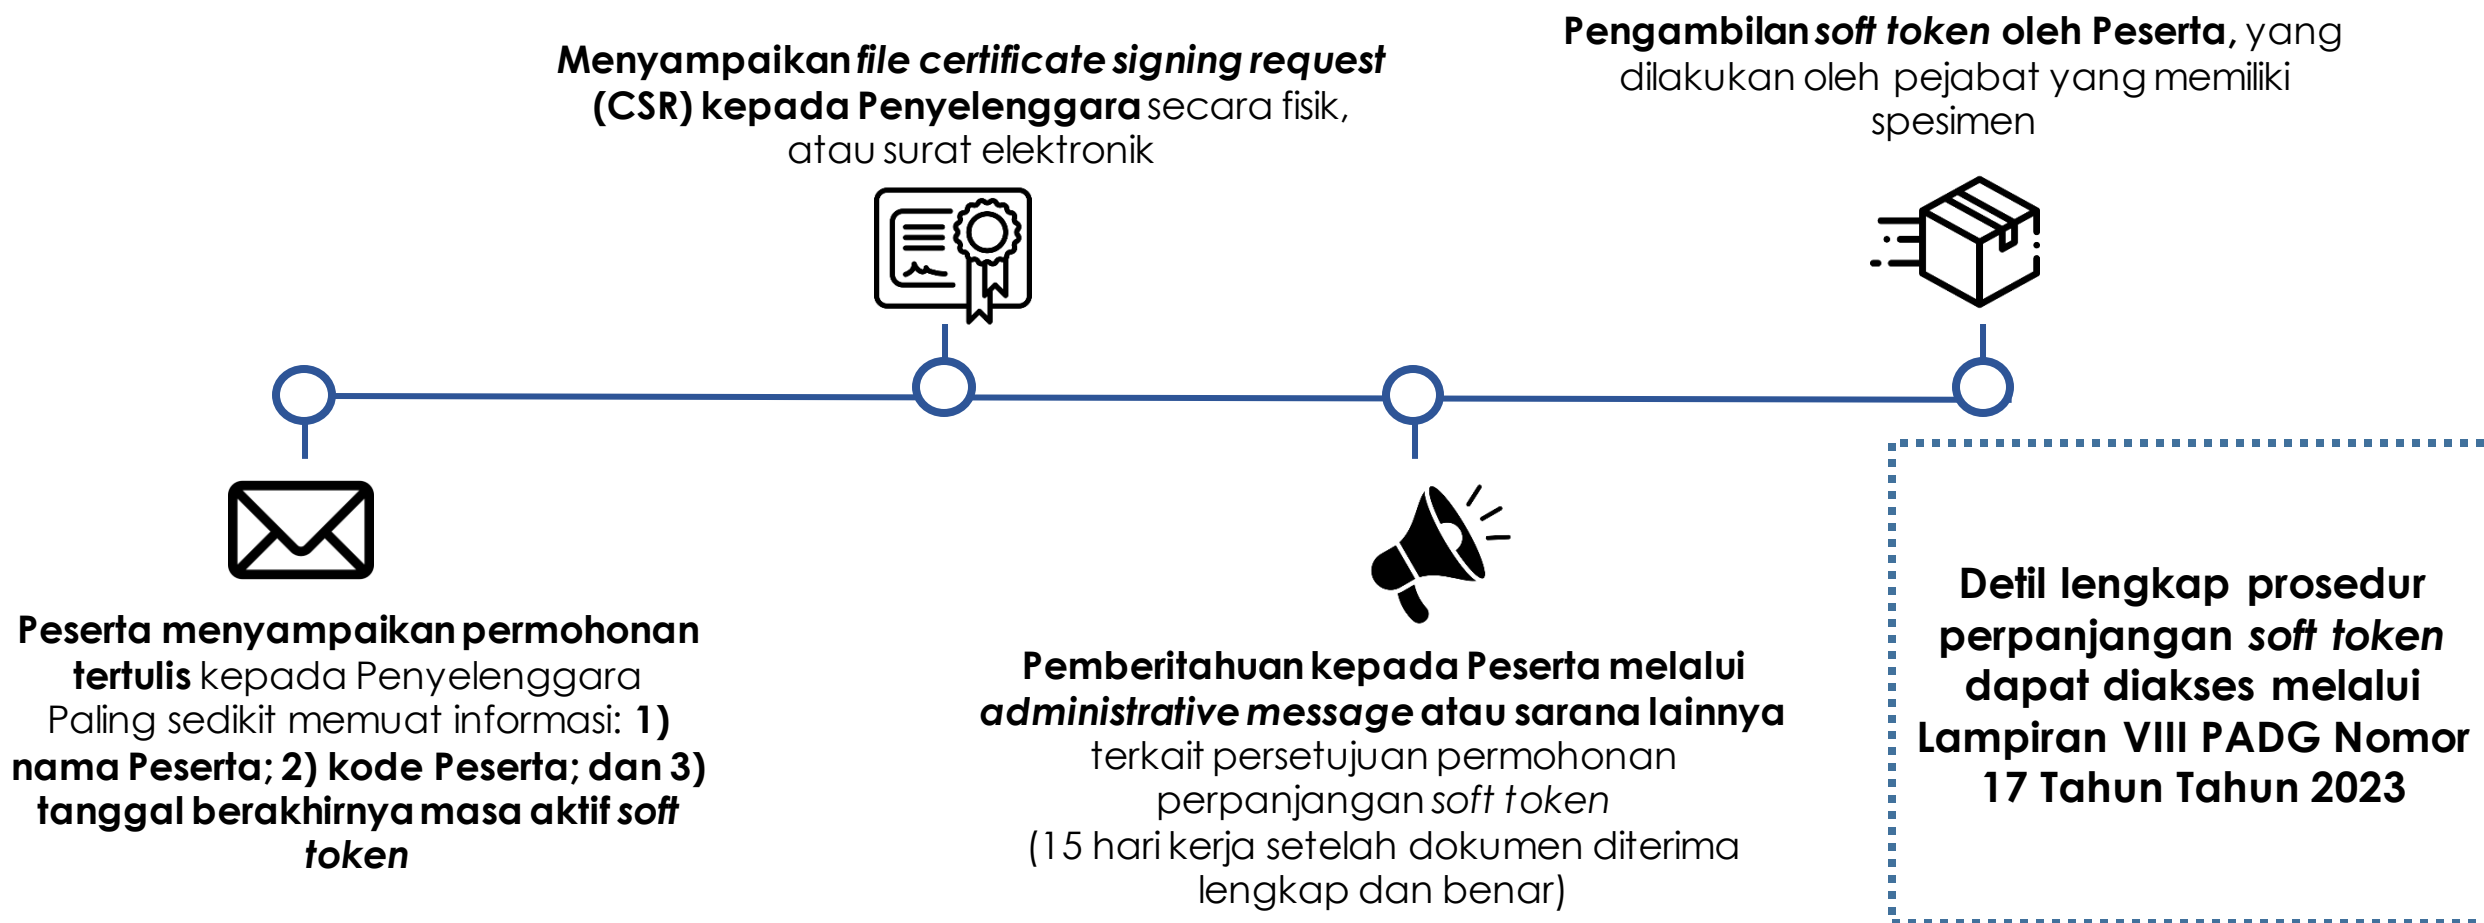 Peserta menyampaikan permohonan
tertulis kepada Penyelenggara
Paling sedikit memuat informasi: 1)
nama Peserta; 2) kode Peserta; dan 3)
tanggal berakhirnya masa aktif soft
token
Menyampaikan file certificate signing request
(CSR) kepada Penyelenggara secara fisik,
atau surat elektronik
Pemberitahuan kepada Peserta melalui
administrative message atau sarana lainnya
terkait persetujuan permohonan
perpanjangan soft token
(15 hari kerja setelah dokumen diterima
lengkap dan benar)
Pengambilan soft token oleh Peserta, yang
dilakukan oleh pejabat yang memiliki
spesimen
Detil lengkap prosedur
perpanjangan soft token
dapat diakses melalui
Lampiran VIII PADG Nomor
17 Tahun Tahun 2023